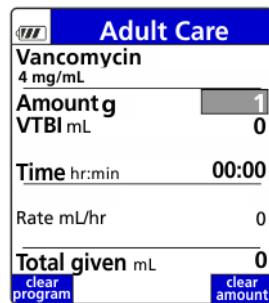 Adult Care
Vancomycin
4 mg/mL
Amount g 1
VTBI mL 0
Time hr:min 00:00
Rate mL/hr 0
Total given mL 0
clear program clear amount